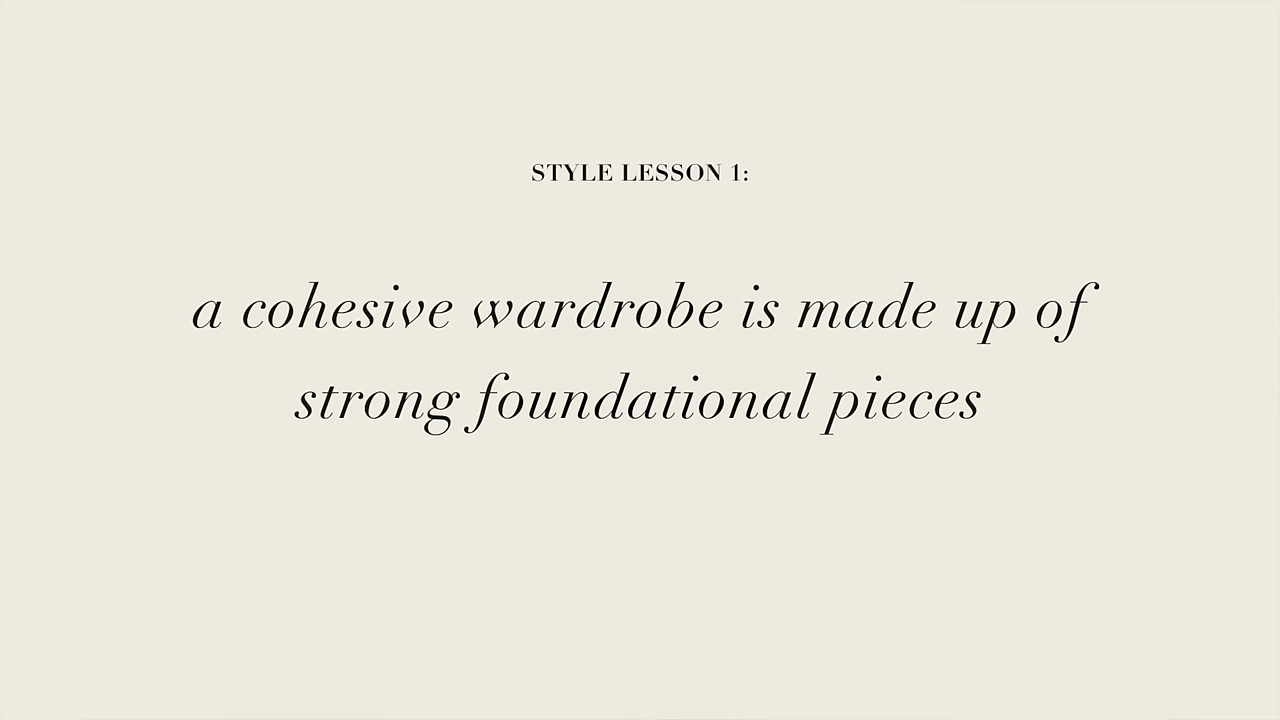 STYLE LESSON 1:
a cohesive wardrobe is made up of
strong foundational pieces